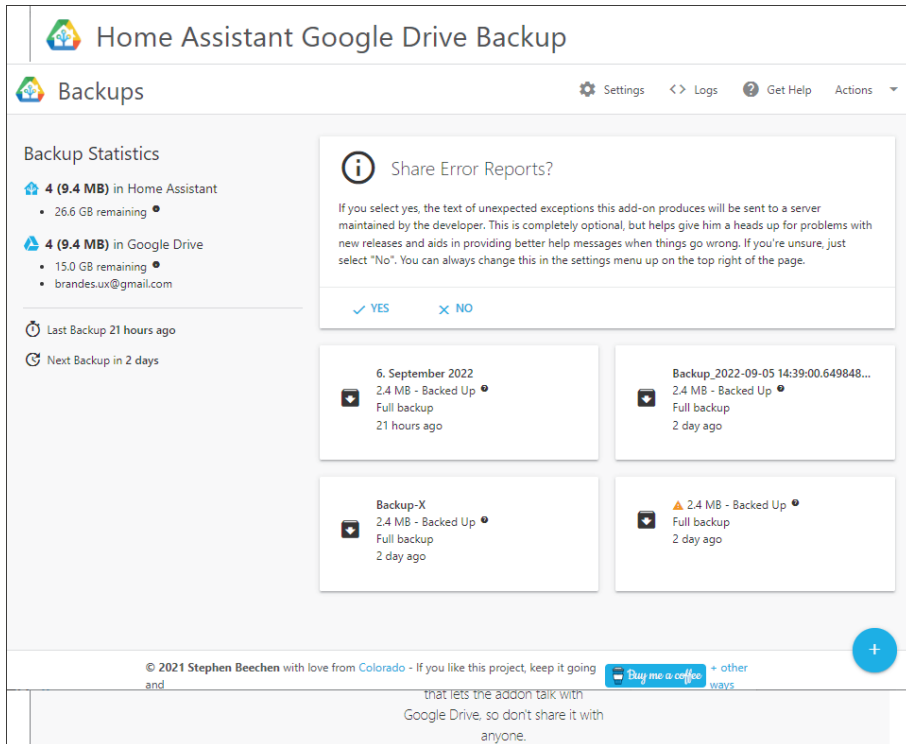 Home Assistant Google Drive Backup
Backups
Settings
<> Logs
Get Help
Actions
Backup Statistics
4 (9.4 MB) in Home Assistant
• 26.6 GB remaining
4 (9.4 MB) in Google Drive
• 15.0 GB remaining
• brandes.ux@gmail.com
Last Backup 21 hours ago
Next Backup in 2 days
Share Error Reports?
If you select yes, the text of unexpected exceptions this add-on produces will be sent to a server
maintained by the developer. This is completely optional, but helps give him a heads up for problems with
new releases and aids in providing better help messages when things go wrong. If you're unsure, just
select "No". You can always change this in the settings menu up on the top right of the page.
YES
NO
6. September 2022
2.4 MB - Backed Up
Full backup
21 hours ago
Backup_2022-09-05 14:39:00.649848...
2.4 MB - Backed Up
Full backup
2 day ago
Backup-X
2.4 MB - Backed Up
Full backup
2 day ago
2.4 MB - Backed Up
Full backup
2 day ago
+
© 2021 Stephen Beechen with love from Colorado - If you like this project, keep it going
and
Buy me a coffee
+ other
ways
that lets the addon talk with
Google Drive, so don't share it with
anyone.